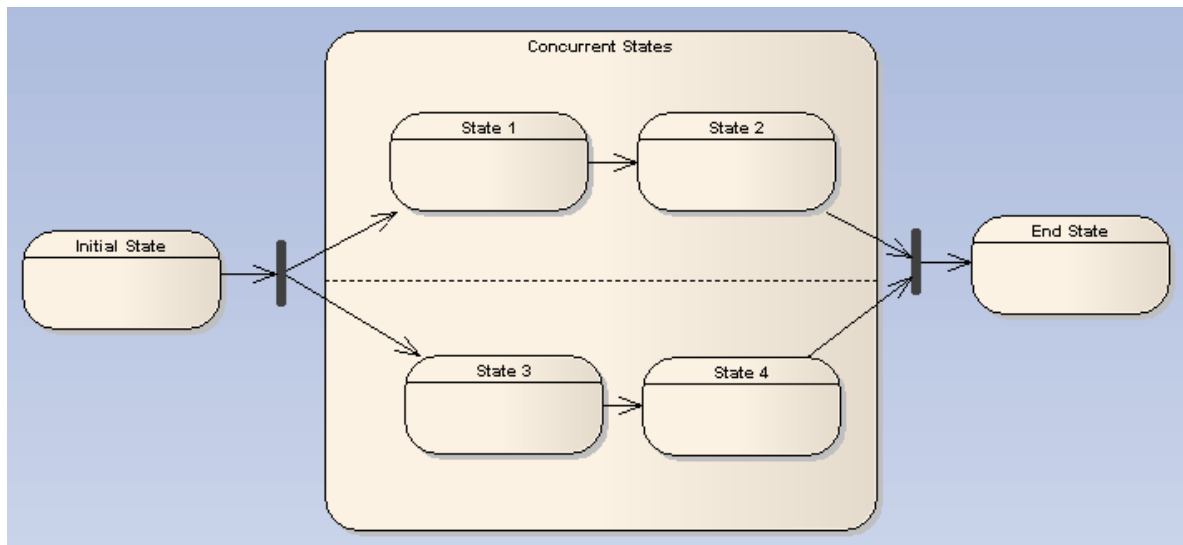 Concurrent States
State 1
State 2
Initial State
End State
State 3
State 4